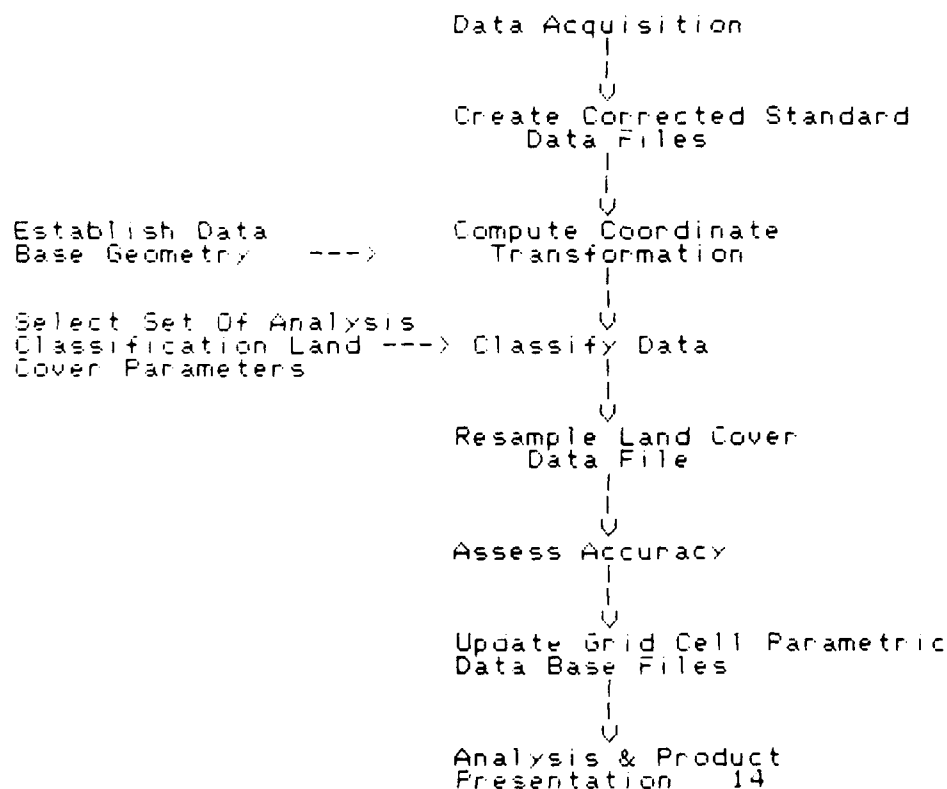 Data Acquisition
Create Corrected Standard
Data Files
Establish Data
Base Geometry --->
Compute Coordinate
Transformation
Select Set Of Analysis
Classification Land --->
Cover Parameters
Classify Data
Resample Land Cover
Data File
Assess Accuracy
Update Grid Cell Parametric
Data Base Files
Analysis & Product
Presentation 14